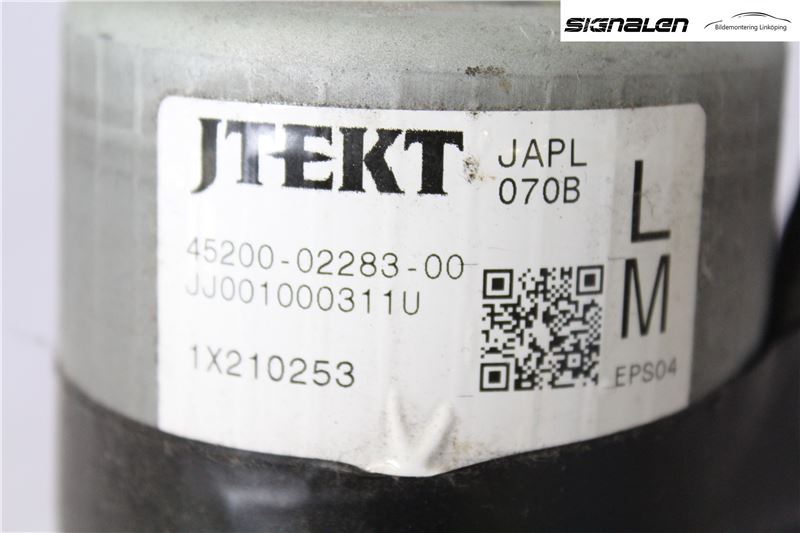 SIGNALEN
Bildemontering Linköping
JTEKT
JAPL
070B
L
M
45200-02283-00
JJ001000311U
1X210253
EPS04